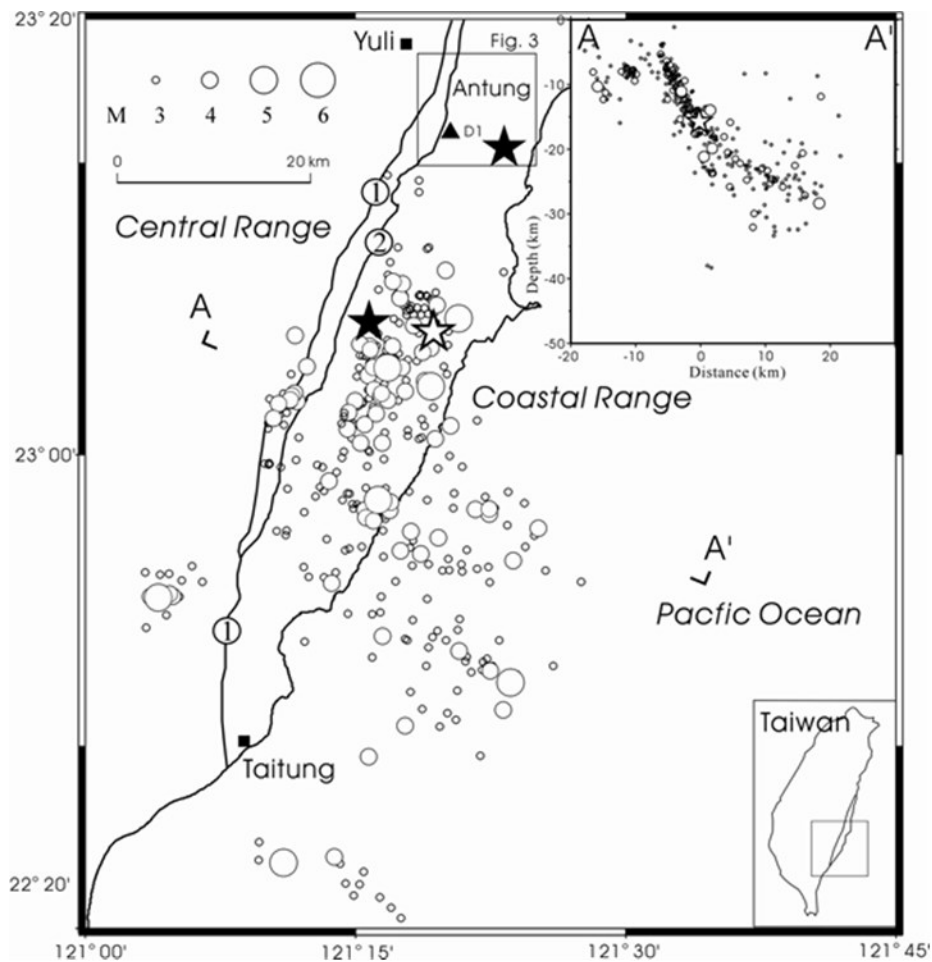 23° 20'
Yuli
Fig. 3
Antung
D1
M 3 4 5 6
0 20 km
Central Range
1
2
A
A A'
0
-10
-20
-30
-40
-50
Depth (km)
-20 -10 0 10 20 30
Distance (km)
Coastal Range
23° 00'
A'
Pacfic Ocean
1
Taitung
Taiwan
22° 20'
121° 00' 121° 15' 121° 30' 121° 45'